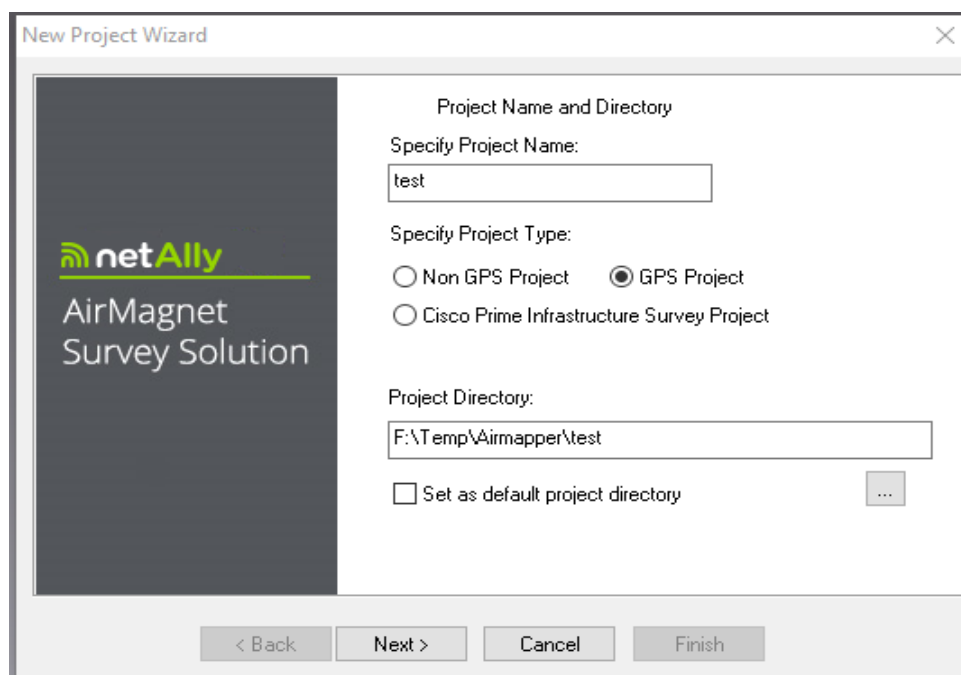 New Project Wizard
netAlly
AirMagnet
Survey Solution
Project Name and Directory
Specify Project Name:
test
Specify Project Type:
Non GPS Project GPS Project
Cisco Prime Infrastructure Survey Project
Project Directory:
F:\Temp\Airmapper\test
Set as default project directory ...
< Back Next > Cancel Finish